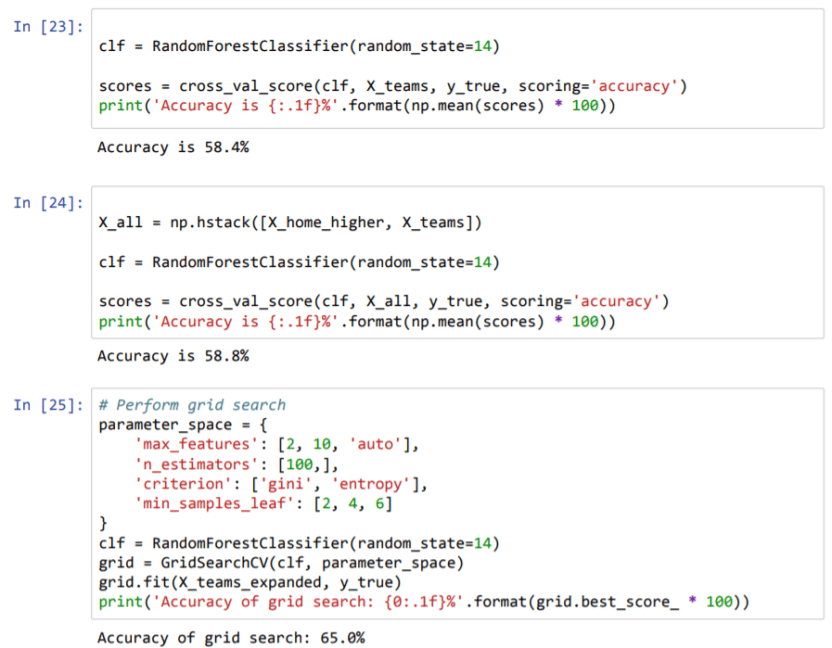 In [23]:
clf = RandomForestClassifier(random_state=14)
scores = cross_val_score(clf, X_teams, y_true, scoring='accuracy')
print('Accuracy is {:.1f}%'.format(np.mean(scores) * 100))
Accuracy is 58.4%
In [24]:
X_all = np.hstack([X_home_higher, X_teams])
clf = RandomForestClassifier(random_state=14)
scores = cross_val_score(clf, X_all, y_true, scoring='accuracy')
print('Accuracy is {:.1f}%'.format(np.mean(scores) * 100))
Accuracy is 58.8%
In [25]: # Perform grid search
parameter_space = {
    'max_features': [2, 10, 'auto'],
    'n_estimators': [100,],
    'criterion': ['gini', 'entropy'],
    'min_samples_leaf': [2, 4, 6]
}
clf = RandomForestClassifier(random_state=14)
grid = GridSearchCV(clf, parameter_space)
grid.fit(X_teams_expanded, y_true)
print('Accuracy of grid search: {0:.1f}%'.format(grid.best_score_ * 100))
Accuracy of grid search: 65.0%